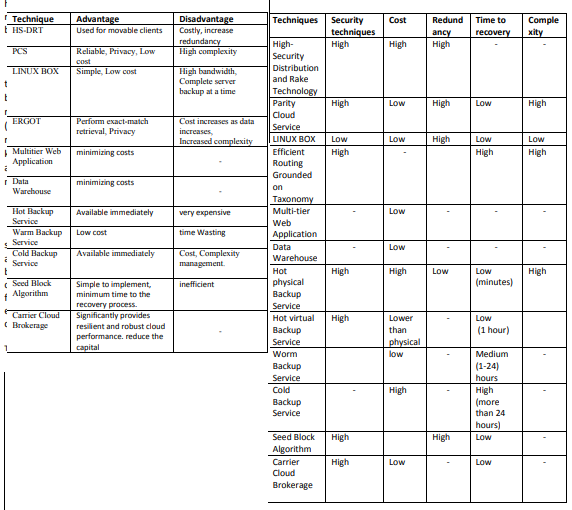 Technique Advantage Disadvantage
HS-DRT Used for movable clients Costly, increase
redundancy
PCS Reliable, Privacy, Low High complexity
cost
LINUX BOX Simple, Low cost High bandwidth,
Complete server
backup at a time
ERGOT Perform exact-match Cost increases as data
retrieval, Privacy increases,
Increased complexity
Multitier Web minimizing costs
Application -
Data minimizing costs
Warehouse -
Hot Backup Available immediately very expensive
Service
Warm Backup Low cost time Wasting
Service
Cold Backup Available immediately Cost, Complexity
Service management.
Seed Block Simple to implement, inefficient
Algorithm minimum time to the
recovery process.
Carrier Cloud Significantly provides
Brokerage resilient and robust cloud -
performance. reduce the
capital
Techniques Security Cost Redund Time to Comple
techniques ancy recovery xity
High- High High High - -
Security
Distribution
and Rake
Technology
Parity High Low High Low High
Cloud
Service
LINUX BOX Low Low High Low Low
Efficient High - High High
Routing
Grounded
on
Taxonomy
Multi-tier - Low - - -
Web
Application
Data - Low - - -
Warehouse
Hot High High Low Low High
physical (minutes)
Backup
Service
Hot virtual High Lower - Low -
Backup than (1 hour)
Service physical
Worm low - Medium -
Backup (1-24)
Service hours
Cold - High - High -
Backup (more
Service than 24
hours)
Seed Block High High Low -
Algorithm
Carrier High Low - Low -
Cloud
Brokerage